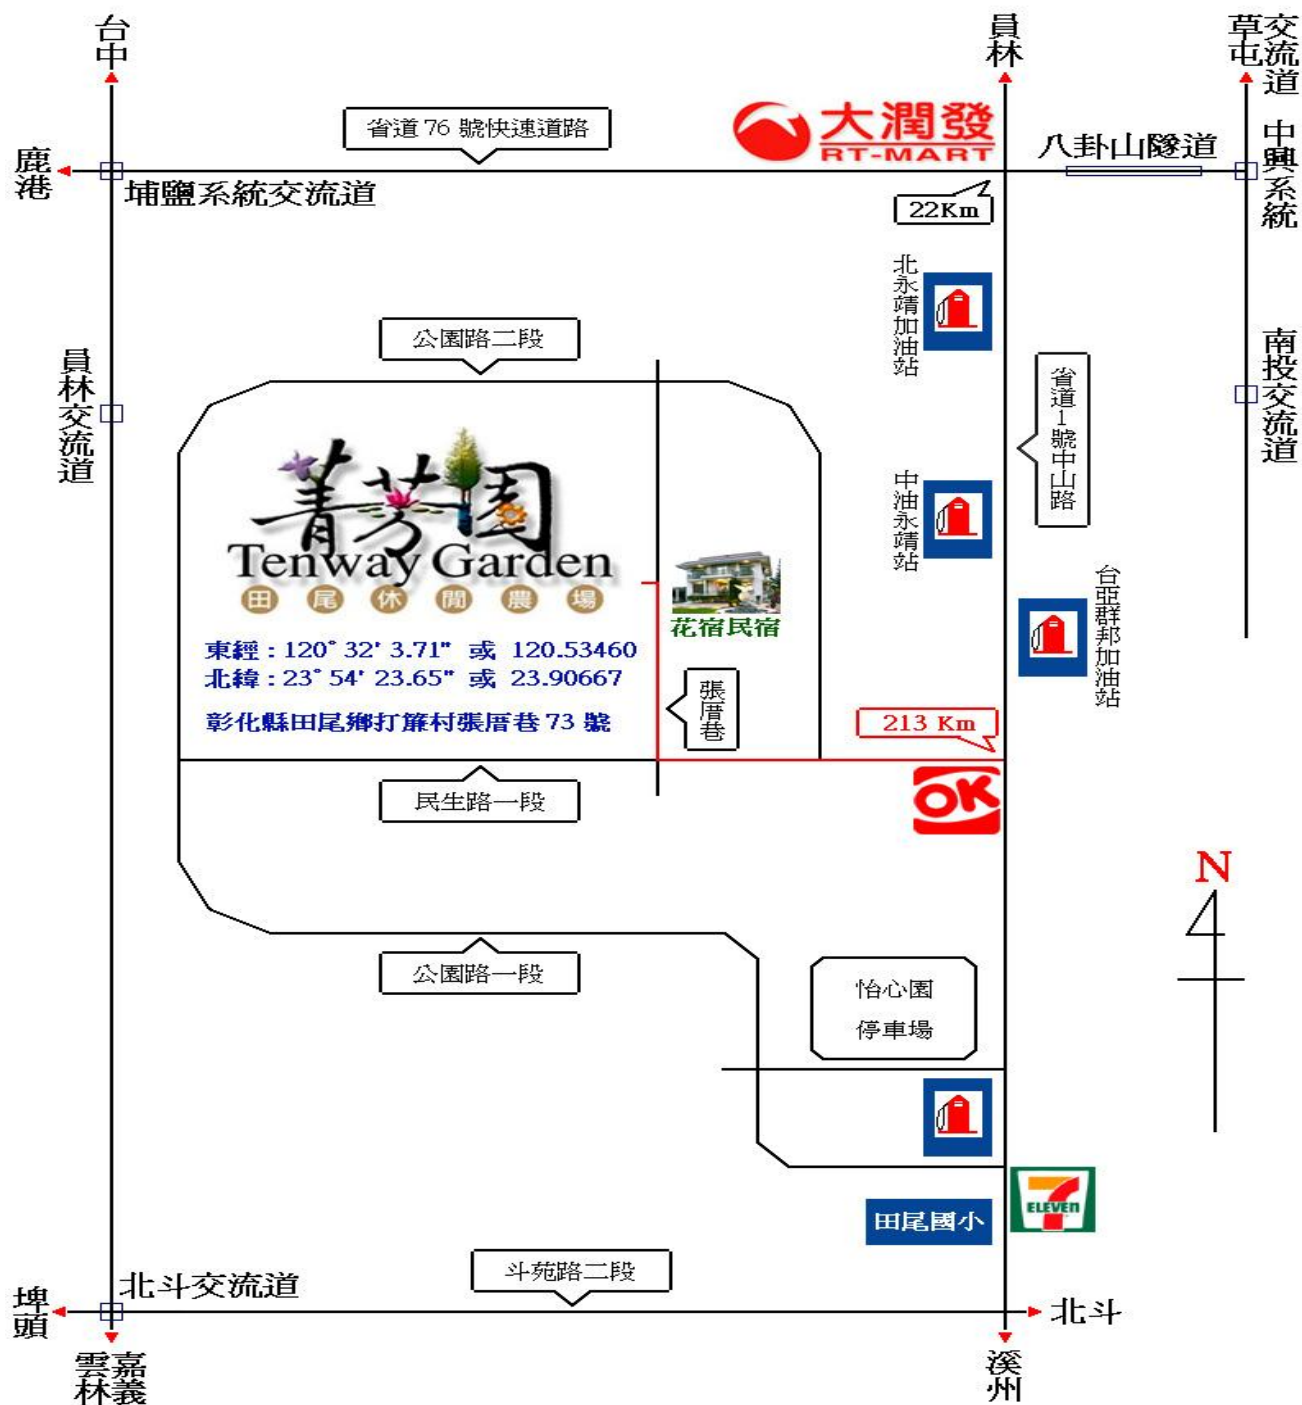 台中
員林
草屯
交流道
省道 76 號快速道路
大潤發
RT-MART
八卦山隧道
中興系統
鹿港
埔鹽系統交流道
22Km
北永靖加油站
公園路二段
員林交流道
省道1號中山路
南投交流道
菁芳園
Tenway Garden
田尾休閒農場
中油永靖站
花宿民宿
台亞群邦加油站
東經 : 120° 32' 3.71" 或 120.53460
北緯 : 23° 54' 23.65" 或 23.90667
張厝巷
彰化縣田尾鄉打簾村張厝巷 73 號
213 Km
民生路一段
OK
N
公園路一段
怡心園
停車場
7
ELEVEN
田尾國小
斗苑路二段
北斗交流道
埤頭
北斗
雲林
嘉義
溪州